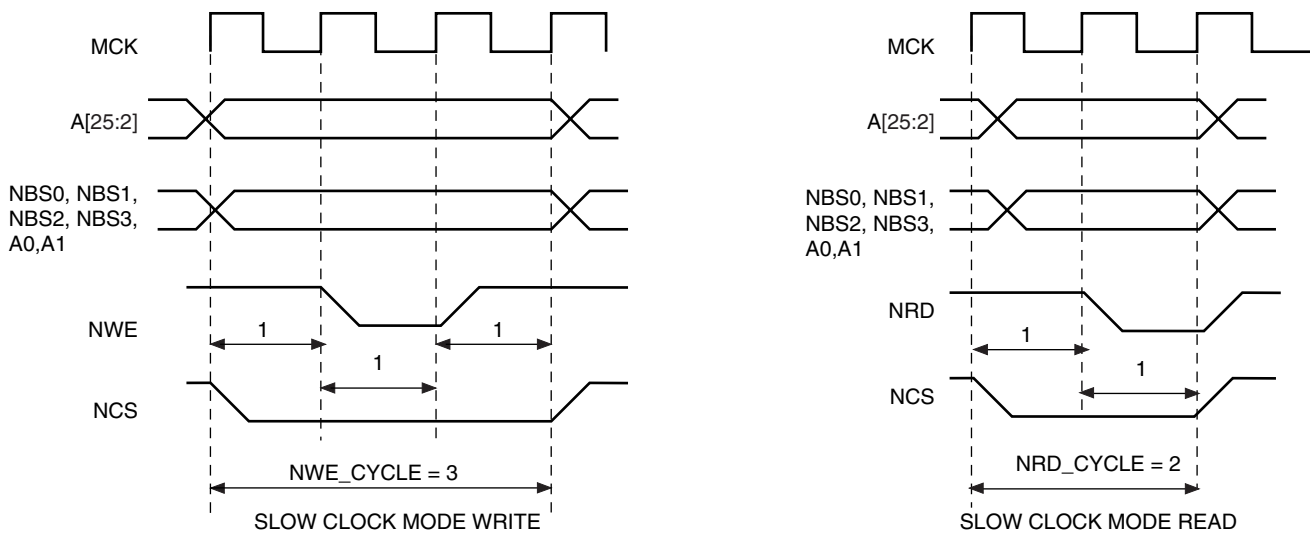 MCK
A[25:2]
NBS0, NBS1,
NBS2, NBS3,
A0,A1
NWE
1
1
1
NCS
NWE_CYCLE = 3
SLOW CLOCK MODE WRITE
MCK
A[25:2]
NBS0, NBS1,
NBS2, NBS3,
A0,A1
NRD
1
1
NCS
NRD_CYCLE = 2
SLOW CLOCK MODE READ